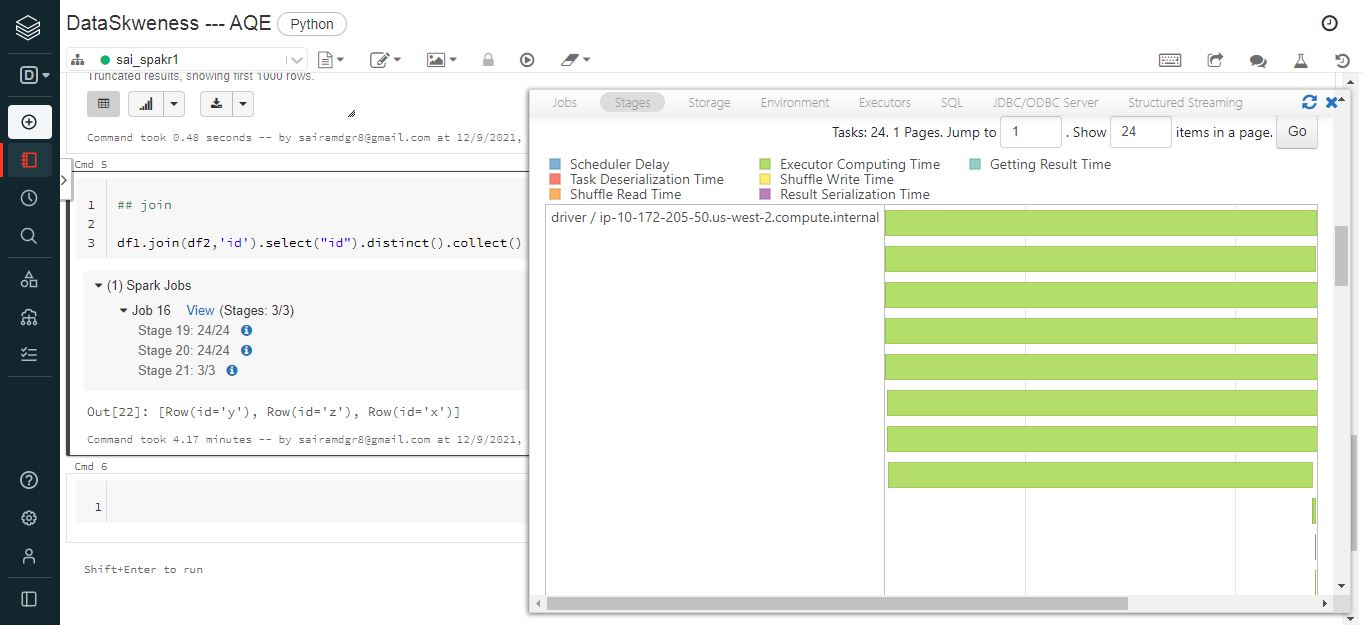 DataSkweness --- AQE Python
D
sai_spakr1
Truncated results, showing first 1000 rows.
Command took 0.48 seconds -- by sairamdgr8@gmail.com at 12/9/2021,
Cmd 5
1 ## join
2
3 df1.join(df2,'id').select("id").distinct().collect()
(1) Spark Jobs
Job 16 View (Stages: 3/3)
Stage 19: 24/24
Stage 20: 24/24
Stage 21: 3/3
Out[22]: [Row(id='y'), Row(id='z'), Row(id='x')]
Command took 4.17 minutes -- by sairamdgr8@gmail.com at 12/9/2021,
Cmd 6
1
Shift+Enter to run
Jobs Stages Storage Environment Executors SQL JDBC/ODBC Server Structured Streaming
Tasks: 24. 1 Pages. Jump to 1 . Show 24 items in a page. Go
Scheduler Delay Executor Computing Time Getting Result Time
Task Deserialization Time Shuffle Write Time
Shuffle Read Time Result Serialization Time
driver / ip-10-172-205-50.us-west-2.compute.internal